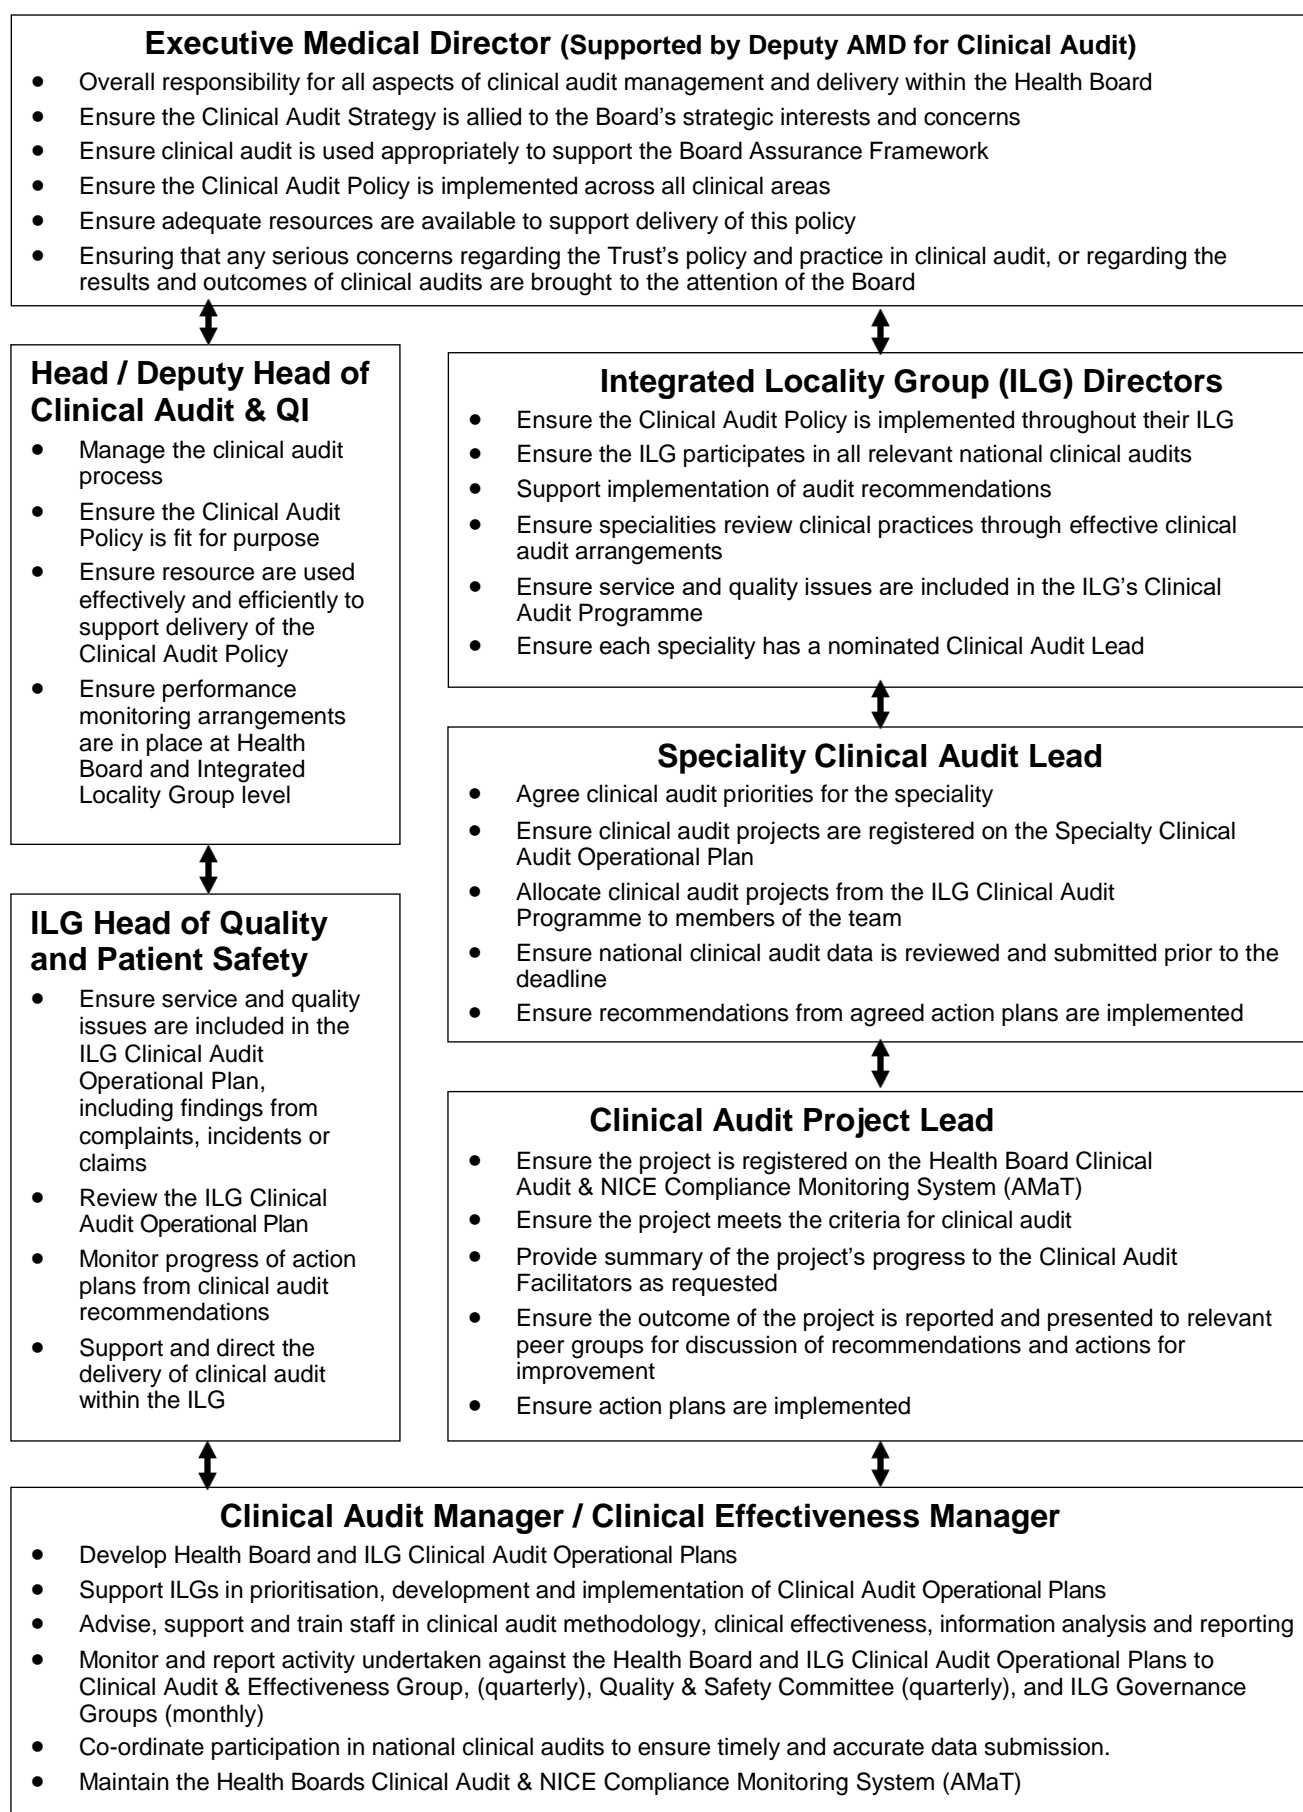 Executive Medical Director (Supported by Deputy AMD for Clinical Audit)
● Overall responsibility for all aspects of clinical audit management and delivery within the Health Board
● Ensure the Clinical Audit Strategy is allied to the Board's strategic interests and concerns
● Ensure clinical audit is used appropriately to support the Board Assurance Framework
● Ensure the Clinical Audit Policy is implemented across all clinical areas
● Ensure adequate resources are available to support delivery of this policy
● Ensuring that any serious concerns regarding the Trust's policy and practice in clinical audit, or regarding the
results and outcomes of clinical audits are brought to the attention of the Board
Head / Deputy Head of
Clinical Audit & QI
● Manage the clinical audit
process
● Ensure the Clinical Audit
Policy is fit for purpose
● Ensure resource are used
effectively and efficiently to
support delivery of the
Clinical Audit Policy
● Ensure performance
monitoring arrangements
are in place at Health
Board and Integrated
Locality Group level
ILG Head of Quality
and Patient Safety
● Ensure service and quality
issues are included in the
ILG Clinical Audit
Operational Plan,
including findings from
complaints, incidents or
claims
● Review the ILG Clinical
Audit Operational Plan
● Monitor progress of action
plans from clinical audit
recommendations
● Support and direct the
delivery of clinical audit
within the ILG
Integrated Locality Group (ILG) Directors
● Ensure the Clinical Audit Policy is implemented throughout their ILG
● Ensure the ILG participates in all relevant national clinical audits
● Support implementation of audit recommendations
● Ensure specialities review clinical practices through effective clinical
audit arrangements
● Ensure service and quality issues are included in the ILG's Clinical
Audit Programme
● Ensure each speciality has a nominated Clinical Audit Lead
Speciality Clinical Audit Lead
● Agree clinical audit priorities for the speciality
● Ensure clinical audit projects are registered on the Specialty Clinical
Audit Operational Plan
● Allocate clinical audit projects from the ILG Clinical Audit
Programme to members of the team
● Ensure national clinical audit data is reviewed and submitted prior to the
deadline
● Ensure recommendations from agreed action plans are implemented
Clinical Audit Project Lead
● Ensure the project is registered on the Health Board Clinical
Audit & NICE Compliance Monitoring System (AMaT)
● Ensure the project meets the criteria for clinical audit
● Provide summary of the project's progress to the Clinical Audit
Facilitators as requested
● Ensure the outcome of the project is reported and presented to relevant
peer groups for discussion of recommendations and actions for
improvement
● Ensure action plans are implemented
Clinical Audit Manager / Clinical Effectiveness Manager
● Develop Health Board and ILG Clinical Audit Operational Plans
● Support ILGs in prioritisation, development and implementation of Clinical Audit Operational Plans
● Advise, support and train staff in clinical audit methodology, clinical effectiveness, information analysis and reporting
● Monitor and report activity undertaken against the Health Board and ILG Clinical Audit Operational Plans to
Clinical Audit & Effectiveness Group, (quarterly), Quality & Safety Committee (quarterly), and ILG Governance
Groups (monthly)
● Co-ordinate participation in national clinical audits to ensure timely and accurate data submission.
● Maintain the Health Boards Clinical Audit & NICE Compliance Monitoring System (AMaT)